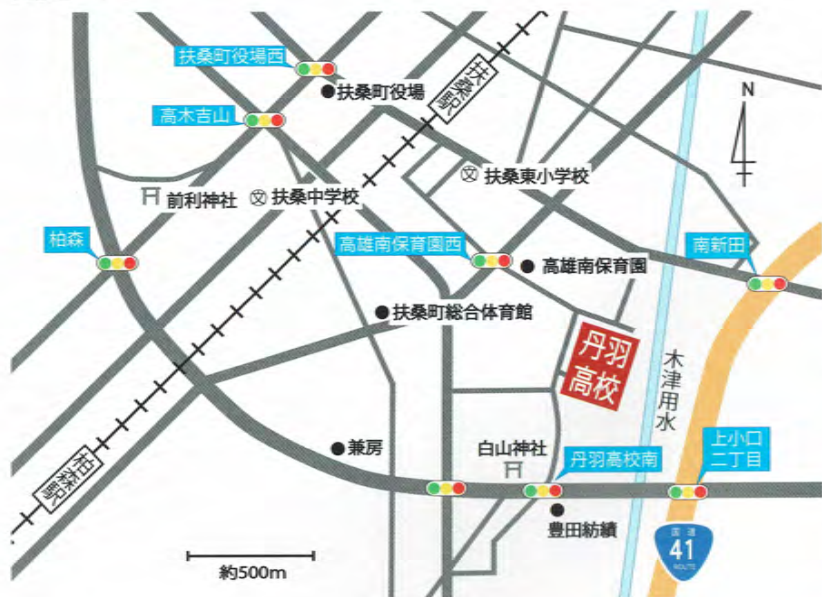 扶桑町役場西
扶桑町役場
扶桑駅
N
高木吉山
文
扶桑東小学校
前利神社
文
扶桑中学校
柏森
高雄南保育園西
高雄南保育園
南新田
扶桑町総合体育館
丹羽
高校
木津用水
兼房
白山神社
丹羽高校南
上小口
二丁目
柏森駅
豊田紡績
国道
41
ROUTE
約500m